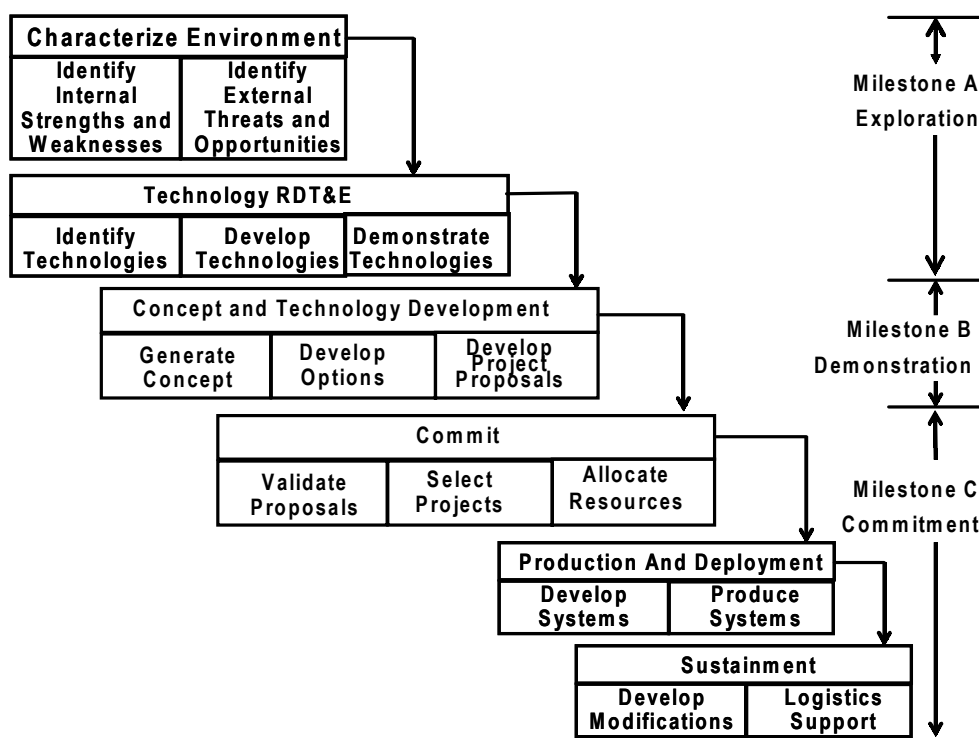 Characterize Environment
Identify
Internal
Strengths and
Weaknesses
Identify
External
Threats and
Opportunities
Technology RDT&E
Identify
Technologies
Develop
Technologies
Demonstrate
Technologies
Concept and Technology Development
Generate
Concept
Develop
Options
Develop
Project
Proposals
Commit
Validate
Proposals
Select
Projects
Allocate
Resources
Production And Deployment
Develop
Systems
Produce
Systems
Sustainment
Develop
Modifications
Logistics
Support
Milestone A
Exploration
Milestone B
Demonstration
Milestone C
Commitment